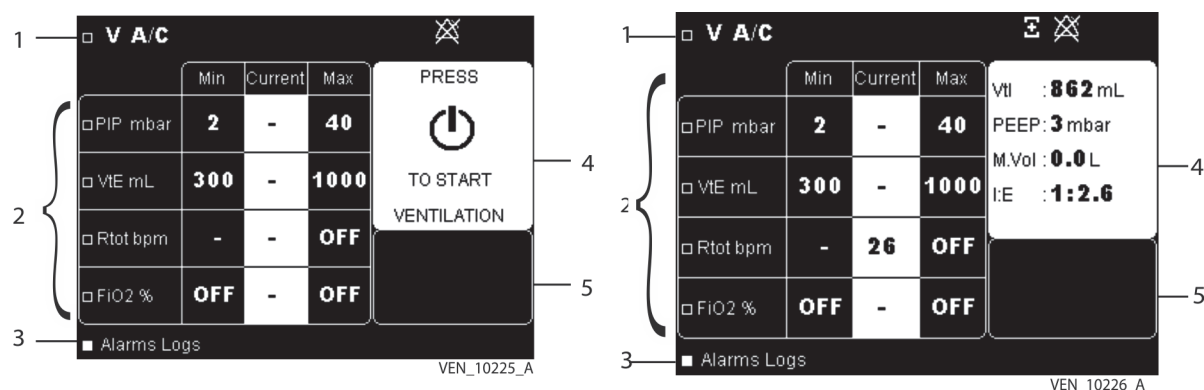 1
V A/C
Min Current Max
PIP mbar 2 - 40
VtE mL 300 - 1000
Rtot bpm - - OFF
FiO2 % OFF - OFF
PRESS
TO START
VENTILATION
2
3
4
5
Alarms Logs
VEN_10225_A
1
V A/C
Min Current Max
PIP mbar 2 - 40
VtE mL 300 - 1000
Rtot bpm - 26 OFF
FiO2 % OFF - OFF
VtI : 862 mL
PEEP: 3 mbar
M.Vol : 0.0 L
I:E : 1:2.6
2
3
4
5
Alarms Logs
VEN_10226_A